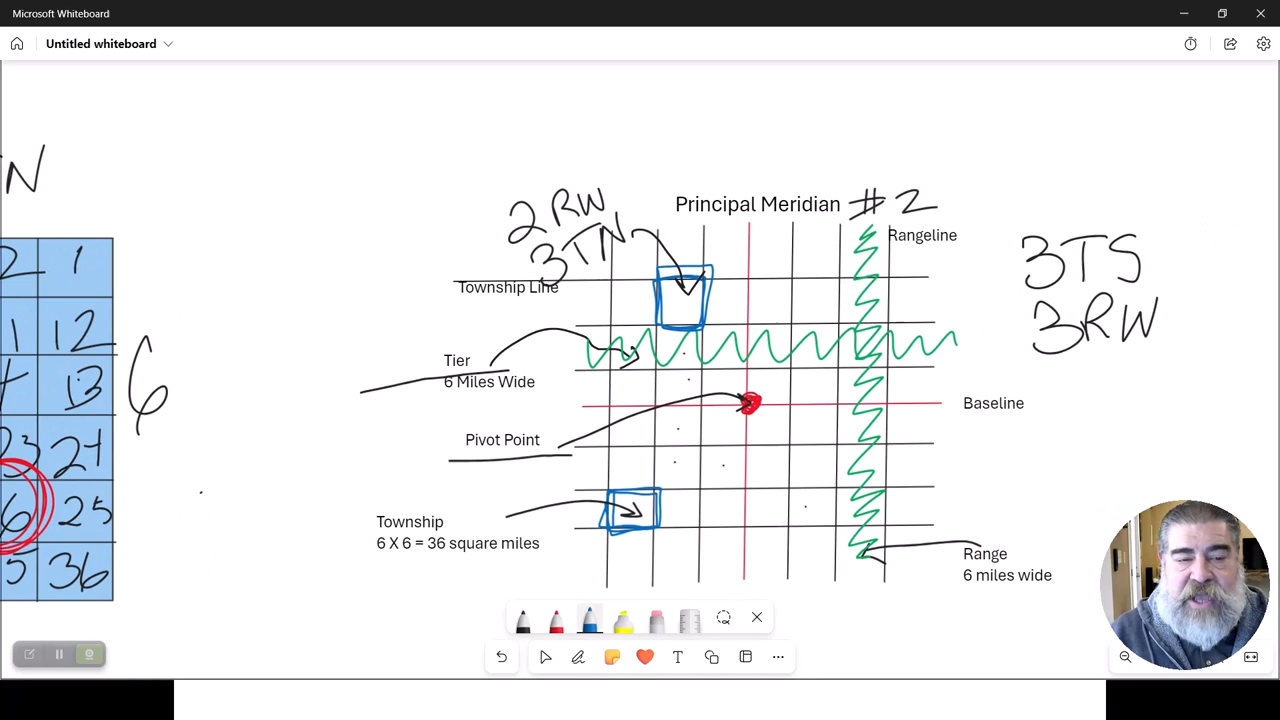 Microsoft Whiteboard
Untitled whiteboard
N
2 1
1 12
13
23 24
6 25
5 36
6
2 RW
3TN
Principal Meridian # 2
Rangeline
Township Line
Tier
6 Miles Wide
Pivot Point
Baseline
Township
6 X 6 = 36 square miles
Range
6 miles wide
3TS
3RW